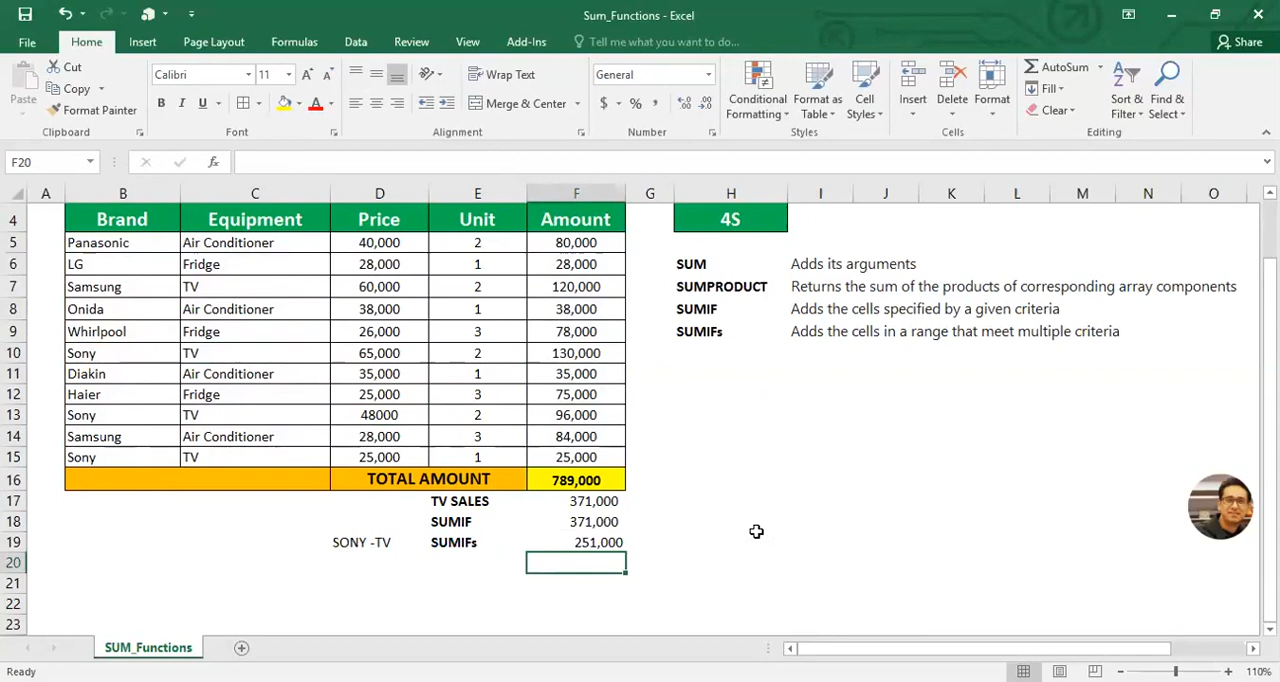 Sum_Functions - Excel
File Home Insert Page Layout Formulas Data Review View Add-Ins Tell me what you want to do... Share
Paste Cut Copy Format Painter Clipboard
Calibri 11 A A B I U A Font
Wrap Text Merge & Center Alignment
General $ % , .00 Number
Conditional Formatting Format as Table Cell Styles Styles
Insert Delete Format Cells
AutoSum Fill Clear Sort & Filter Find & Select Editing
F20 fx
A B C D E F G H I J K L M N O
4 Brand Equipment Price Unit Amount 4S
5 Panasonic Air Conditioner 40,000 2 80,000
6 LG Fridge 28,000 1 28,000 SUM Adds its arguments
7 Samsung TV 60,000 2 120,000 SUMPRODUCT Returns the sum of the products of corresponding array components
8 Onida Air Conditioner 38,000 1 38,000 SUMIF Adds the cells specified by a given criteria
9 Whirlpool Fridge 26,000 3 78,000 SUMIFs Adds the cells in a range that meet multiple criteria
10 Sony TV 65,000 2 130,000
11 Diakin Air Conditioner 35,000 1 35,000
12 Haier Fridge 25,000 3 75,000
13 Sony TV 48000 2 96,000
14 Samsung Air Conditioner 28,000 3 84,000
15 Sony TV 25,000 1 25,000
16 TOTAL AMOUNT 789,000
17 TV SALES 371,000
18 SUMIF 371,000
19 SONY -TV SUMIFs 251,000
20
21
22
23
SUM_Functions
Ready 110%